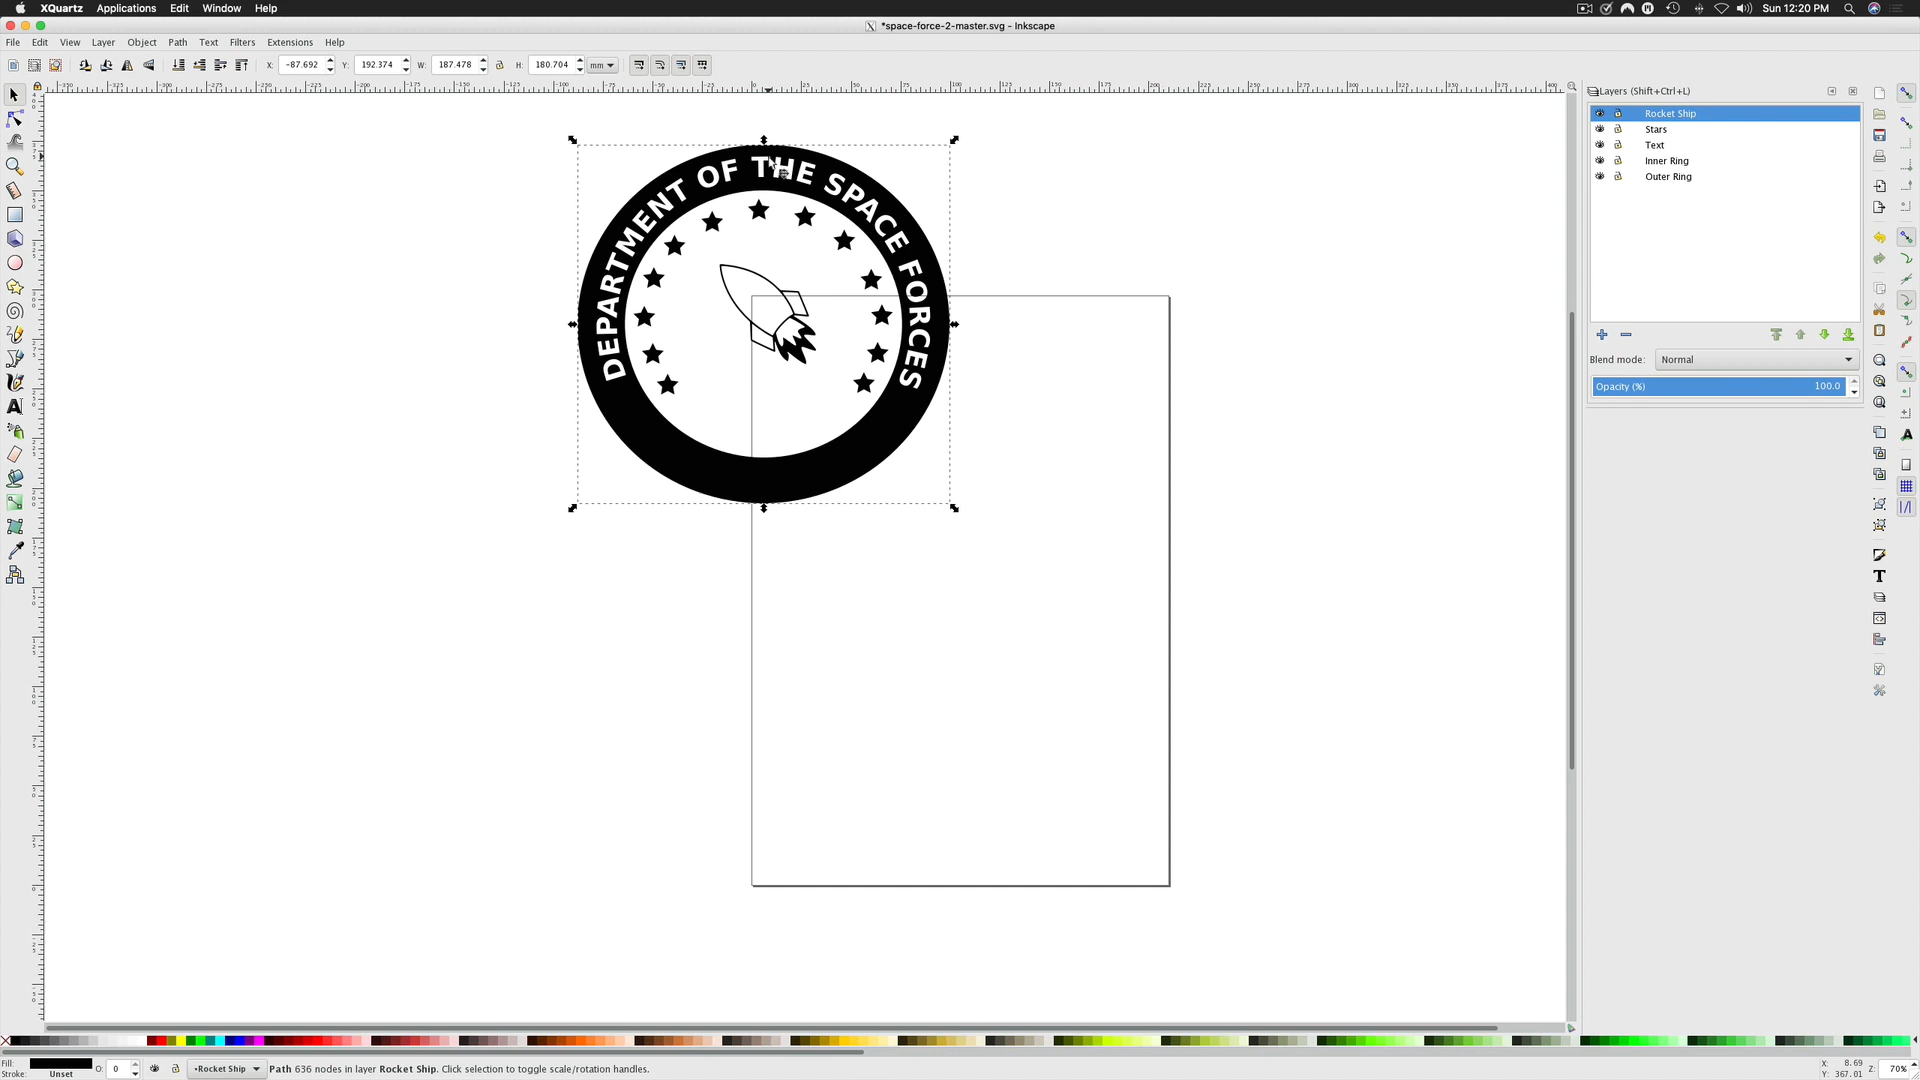 XQuartz Applications Edit Window Help Sun 12:20 PM
*space-force-2-master.svg - Inkscape
File Edit View Layer Object Path Text Filters Extensions Help
X: -87.692 Y: 192.374 W: 187.478 H: 180.704 mm
Layers (Shift+Ctrl+L)
Rocket Ship
Stars
Text
Inner Ring
Outer Ring
DEPARTMENT OF THE SPACE FORCES
Blend mode: Normal
Opacity (%) 100.0
Fill:
Stroke: Unset
O: 0
•Rocket Ship
Path 636 nodes in layer Rocket Ship. Click selection to toggle scale/rotation handles.
X: 8.69
Y: 367.01
Z: 70%